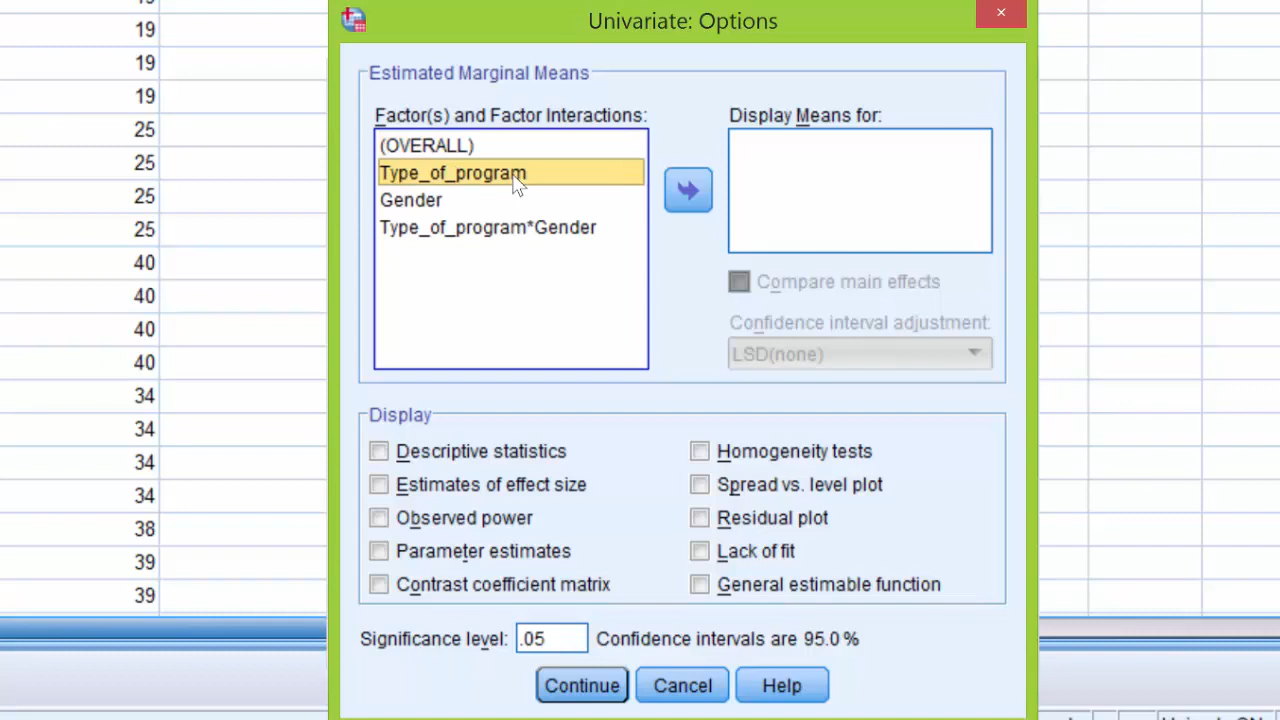 Univariate: Options
19
19
19
25
25
25
25
40
40
40
40
34
34
34
34
38
39
39
Estimated Marginal Means
Factor(s) and Factor Interactions:
(OVERALL)
Type_of_program
Gender
Type_of_program*Gender
Display Means for:
Compare main effects
Confidence interval adjustment:
LSD(none)
Display
Descriptive statistics
Estimates of effect size
Observed power
Parameter estimates
Contrast coefficient matrix
Homogeneity tests
Spread vs. level plot
Residual plot
Lack of fit
General estimable function
Significance level: .05 Confidence intervals are 95.0 %
Continue Cancel Help